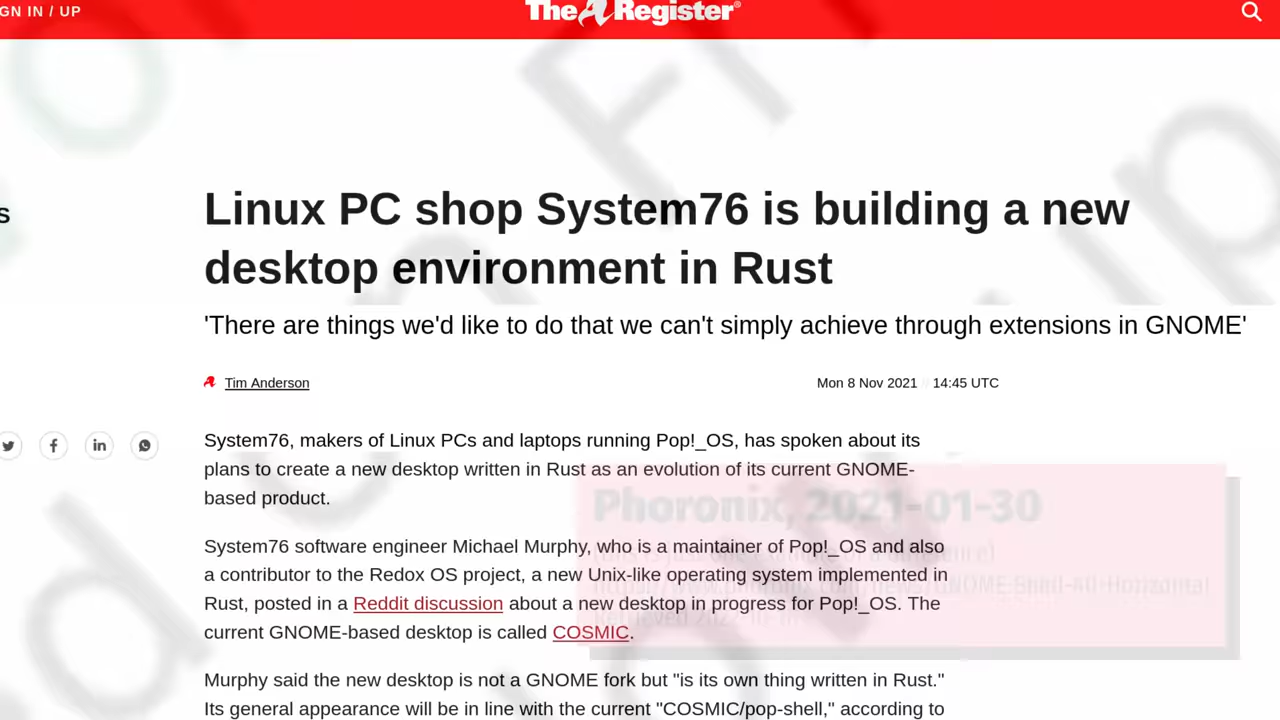 GN IN / UP
The Register®
s
Linux PC shop System76 is building a new
desktop environment in Rust
'There are things we'd like to do that we can't simply achieve through extensions in GNOME'
Tim Anderson
Mon 8 Nov 2021 // 14:45 UTC
System76, makers of Linux PCs and laptops running Pop!_OS, has spoken about its
plans to create a new desktop written in Rust as an evolution of its current GNOME-
based product.
Phoronix, 2021-01-30
System76 software engineer Michael Murphy, who is a maintainer of Pop!_OS and also
a contributor to the Redox OS project, a new Unix-like operating system implemented in
Rust, posted in a Reddit discussion about a new desktop in progress for Pop!_OS. The
current GNOME-based desktop is called COSMIC.
Murphy said the new desktop is not a GNOME fork but "is its own thing written in Rust."
Its general appearance will be in line with the current "COSMIC/pop-shell," according to